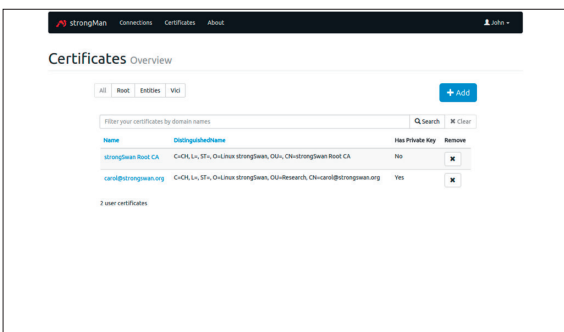 strongMan Connections Certificates About John
Certificates Overview
All Root Entities Vici + Add
Filter your certificates by domain names Search Clear
Name DistinguishedName Has Private Key Remove
strongSwan Root CA C=CH, L=, ST=, O=Linux strongSwan, OU=, CN=strongSwan Root CA No
carol@strongswan.org C=CH, L=, ST=, O=Linux strongSwan, OU=Research, CN=carol@strongswan.org Yes
2 user certificates